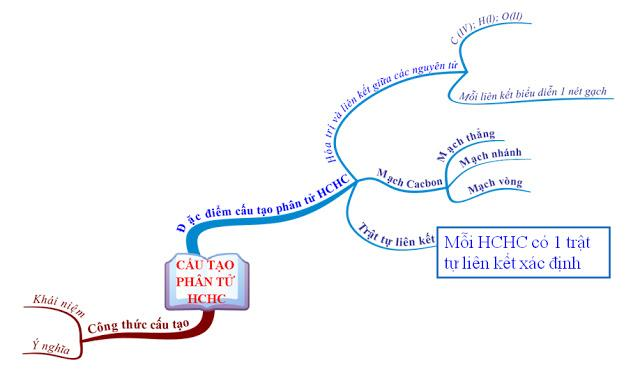 CẤU TẠO
PHÂN TỬ
HCHC
Đặc điểm cấu tạo phân tử HCHC
Hóa trị và liên kết giữa các nguyên tử
C(IV); H(I); O(II)
Mỗi liên kết biểu diễn 1 nét gạch
Mạch Cacbon
Mạch thẳng
Mạch nhánh
Mạch vòng
Trật tự liên kết
Mỗi HCHC có 1 trật
tự liên kết xác định
Công thức cấu tạo
Khái niệm
Ý nghĩa